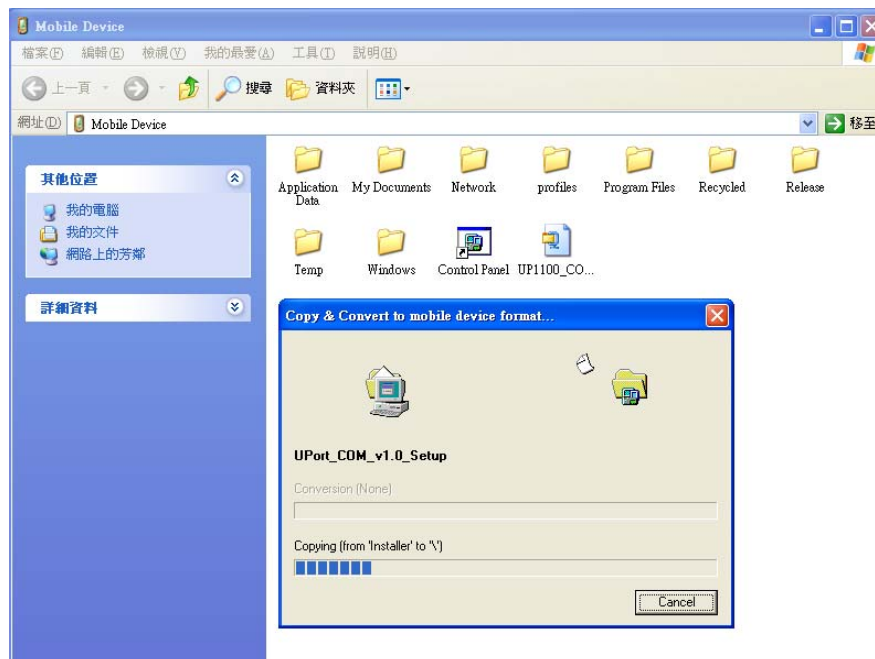 Mobile Device
檔案(F) 編輯(E) 檢視(V) 我的最愛(A) 工具(T) 說明(H)
上一頁 搜尋 資料夾
網址(D) Mobile Device 移至
其他位置
我的電腦
我的文件
網路上的芳鄰
詳細資料
Application Data
My Documents
Network
profiles
Program Files
Recycled
Release
Temp
Windows
Control Panel
UP1100_CO...
Copy & Convert to mobile device format...
UPort_COM_v1.0_Setup
Conversion (None)
Copying (from 'Installer' to '\')
Cancel